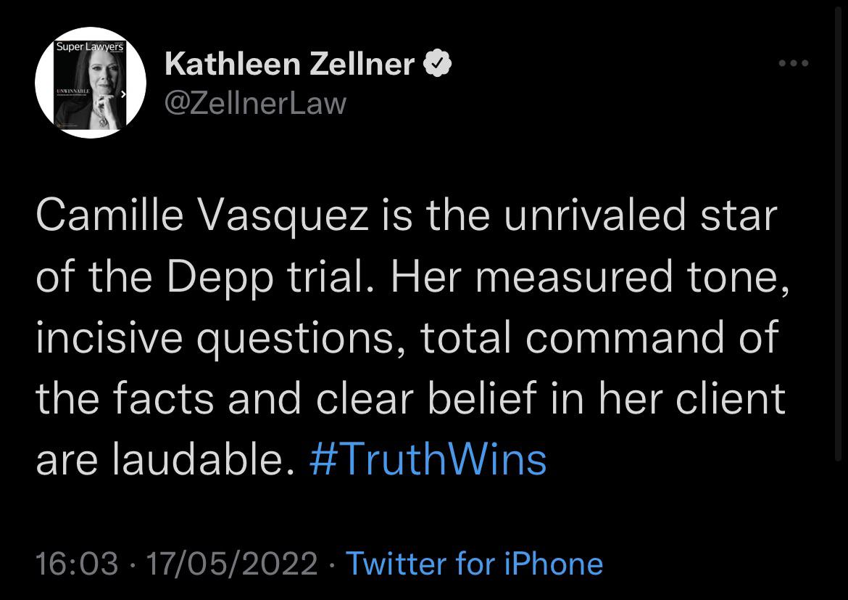 Super Lawyers
UNWINNABLE
Kathleen Zellner
@ZellnerLaw
Camille Vasquez is the unrivaled star
of the Depp trial. Her measured tone,
incisive questions, total command of
the facts and clear belief in her client
are laudable. #TruthWins
16:03 · 17/05/2022 · Twitter for iPhone